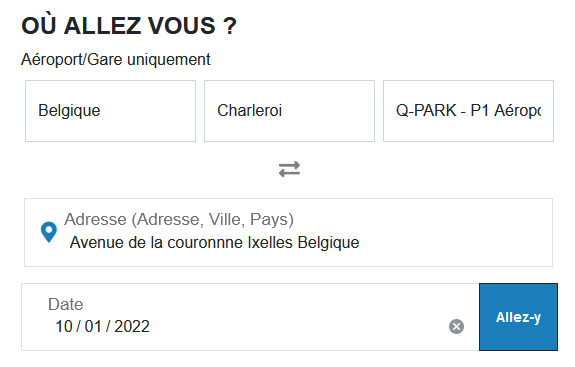 OÙ ALLEZ VOUS ?
Aéroport/Gare uniquement
Belgique Charleroi Q-PARK - P1 Aéropo
Adresse (Adresse, Ville, Pays)
Avenue de la couronnne Ixelles Belgique
Date
10 / 01 / 2022
Allez-y